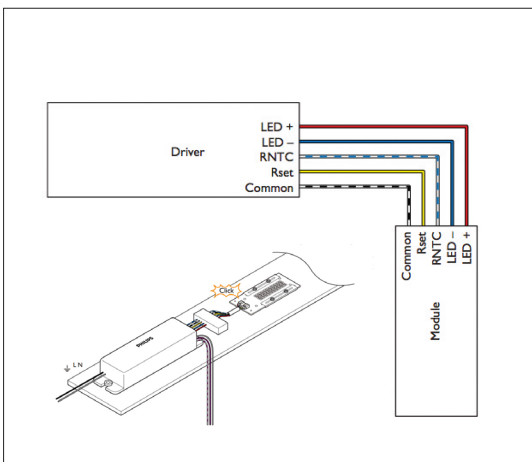 LED +
LED –
Driver
RNTC
Rset
Common
Common
Rset
RNTC
LED –
LED +
Module
Click
PHILIPS
L N